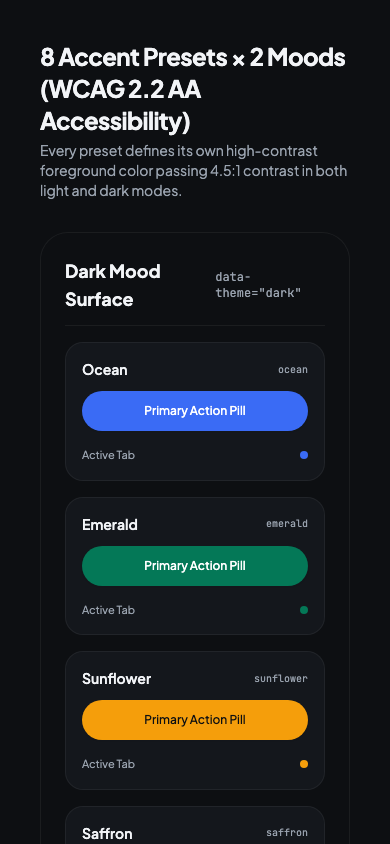 8 Accent Presets × 2 Moods
(WCAG 2.2 AA
Accessibility)
Every preset defines its own high-contrast
foreground color passing 4.5:1 contrast in both
light and dark modes.
Dark Mood
Surface
data-
theme="dark"
Ocean
ocean
Primary Action Pill
Active Tab
Emerald
emerald
Primary Action Pill
Active Tab
Sunflower
sunflower
Primary Action Pill
Active Tab
Saffron
saffron